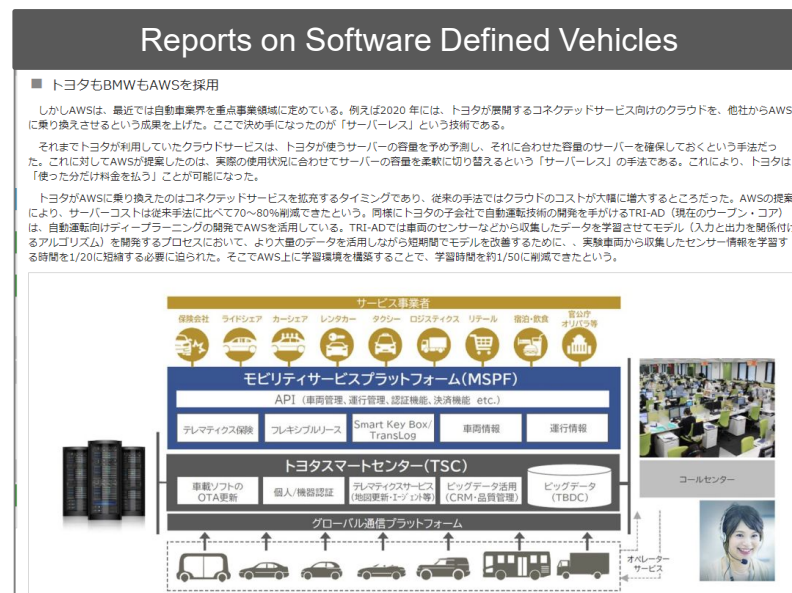 Reports on Software Defined Vehicles
■ トヨタもBMWもAWSを採用
しかしAWSは、最近では自動車業界を重点事業領域に定めている。例えば2020 年には、トヨタが展開するコネクテッドサービス向けのクラウドを、他社からAWS
に乗り換えさせるという成果を上げた。ここで決め手になったのが「サーバーレス」という技術である。
それまでトヨタが利用していたクラウドサービスは、トヨタが使うサーバーの容量を予め予測し、それに合わせた容量のサーバーを確保しておくという手法だっ
た。これに対してAWSが提案したのは、実際の使用状況に合わせてサーバーの容量を柔軟に切り替えるという「サーバーレス」の手法である。これにより、トヨタは
「使った分だけ料金を払う」ことが可能になった。
トヨタがAWSに乗り換えたのはコネクテッドサービスを拡充するタイミングであり、従来の手法ではクラウドのコストが大幅に増大するところだった。AWSの提案
により、サーバーコストは従来手法に比べて70～80%削減できたという。同様にトヨタの子会社で自動運転技術の開発を手がけるTRI-AD（現在のウーブン・コア）
は、自動運転向けディープラーニングの開発でAWSを活用している。TRI-ADでは車両のセンサーなどから収集したデータを学習させてモデル（入力と出力を関係付け
るアルゴリズム）を開発するプロセスにおいて、より大量のデータを活用しながら短期間でモデルを改善するために、、実験車両から収集したセンサー情報を学習す
る時間を1/20に短縮する必要に迫られた。そこでAWS上に学習環境を構築することで、学習時間を約1/50に削減できたという。
サービス事業者
保険会社 ライドシェア カーシェア レンタカー タクシー ロジスティクス リテール 宿泊・飲食 官公庁
オリパラ等
モビリティサービスプラットフォーム(MSPF)
API（車両管理、運行管理、認証機能、決済機能 etc.）
テレマティクス保険 フレキシブルリース Smart Key Box/ 車両情報 運行情報
TransLog
トヨタスマートセンター(TSC)
車載ソフトの 個人/機器認証 テレマティクスサービス ビッグデータ活用 ビッグデータ
OTA更新 (地図更新・エージェント等) (CRM・品質管理) (TBDC)
コールセンター
グローバル通信プラットフォーム
オペレーター
サービス